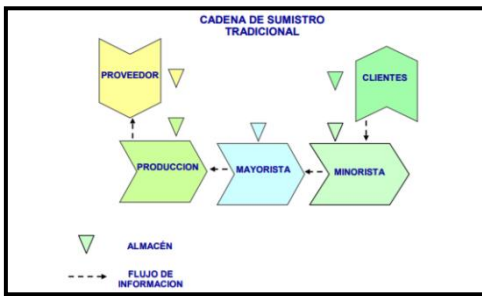 CADENA DE SUMISTRO
TRADICIONAL
PROVEEDOR
CLIENTES
PRODUCCION
MAYORISTA
MINORISTA
ALMACÉN
FLUJO DE
INFORMACION